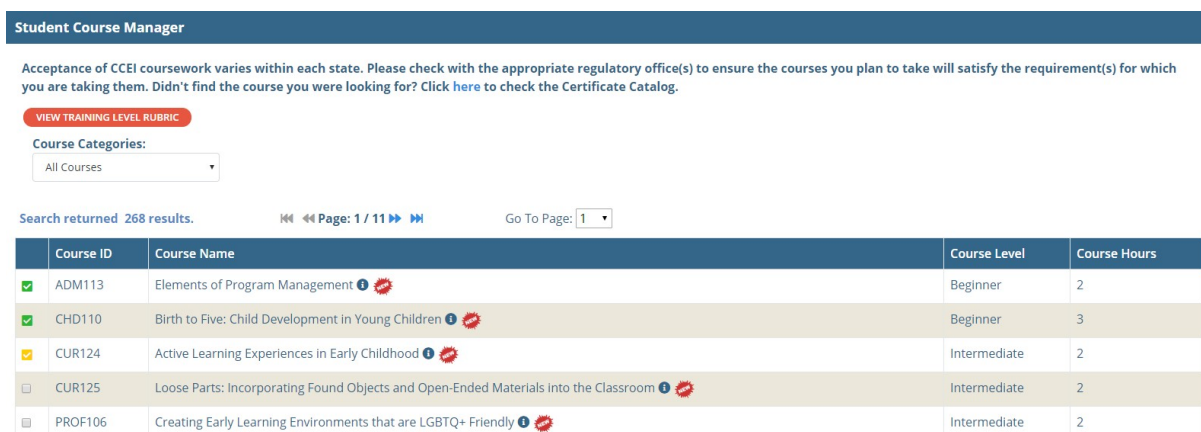 Student Course Manager
Acceptance of CCEI coursework varies within each state. Please check with the appropriate regulatory office(s) to ensure the courses you plan to take will satisfy the requirement(s) for which
you are taking them. Didn't find the course you were looking for? Click here to check the Certificate Catalog.
VIEW TRAINING LEVEL RUBRIC
Course Categories:
All Courses
Search returned 268 results. Page: 1 / 11 Go To Page: 1
Course ID Course Name Course Level Course Hours
ADM113 Elements of Program Management NEW Beginner 2
CHD110 Birth to Five: Child Development in Young Children NEW Beginner 3
CUR124 Active Learning Experiences in Early Childhood NEW Intermediate 2
CUR125 Loose Parts: Incorporating Found Objects and Open-Ended Materials into the Classroom NEW Intermediate 2
PROF106 Creating Early Learning Environments that are LGBTQ+ Friendly NEW Intermediate 2